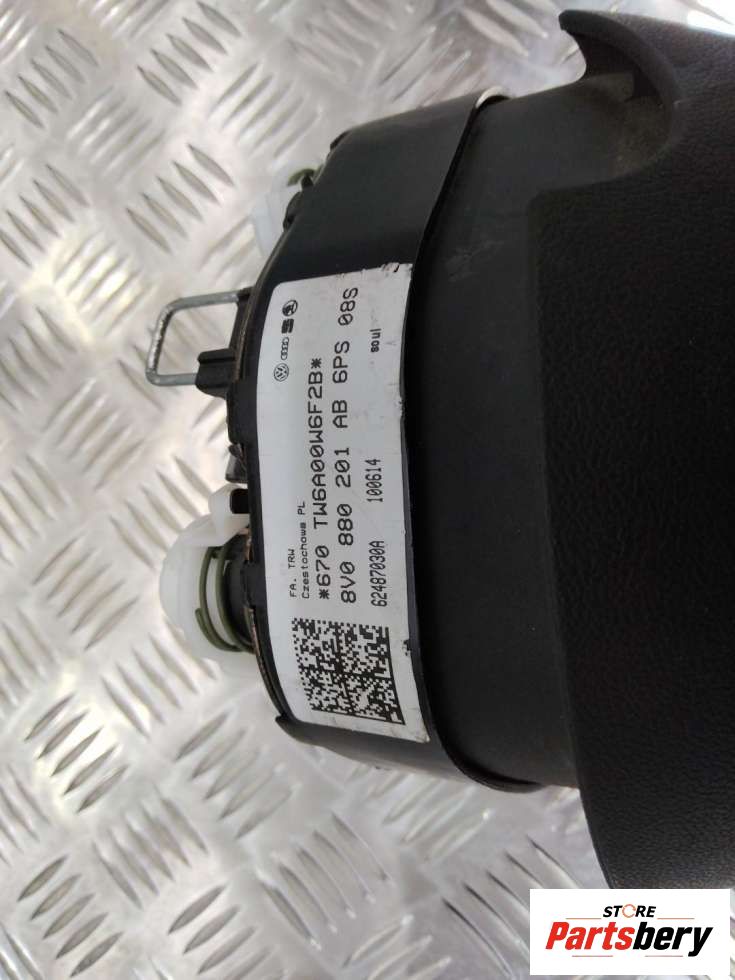 FA. TRW
Czestochowa PL
*670 TW6A00W6F2B*
8V0 880 201 AB 6PS 08S
62487030A 100614
soul
A
STORE
Partsbery